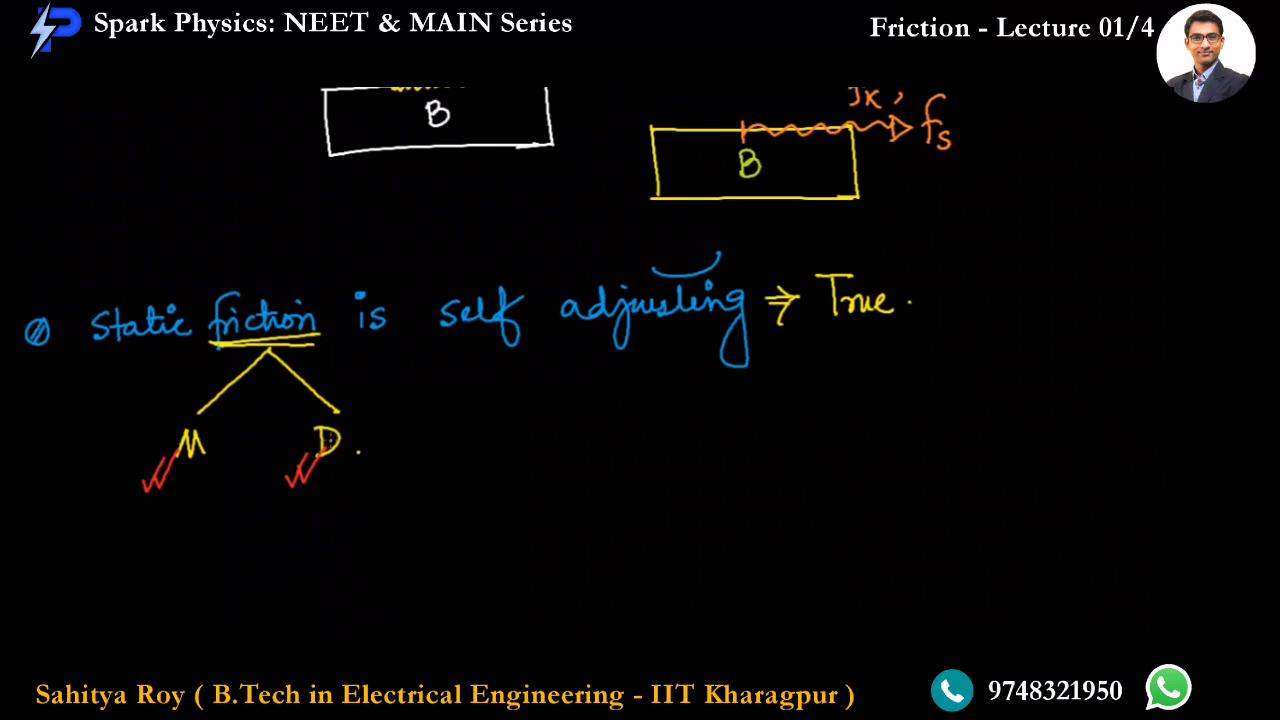 Spark Physics: NEET & MAIN Series
Friction - Lecture 01/4
B
fs
B
Static friction is self adjusting ⇒ True.
M D.
Sahitya Roy ( B.Tech in Electrical Engineering - IIT Kharagpur )
9748321950